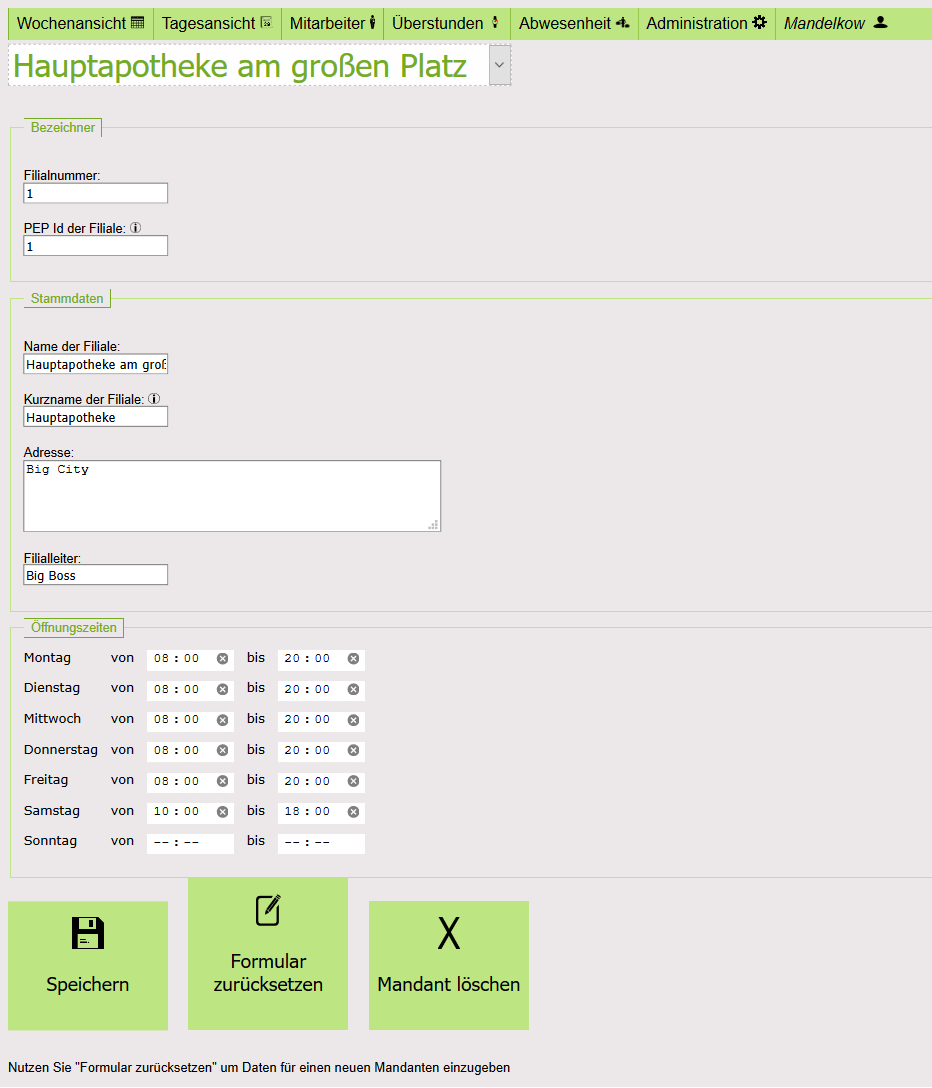 Wochenansicht Tagesansicht Mitarbeiter Überstunden Abwesenheit Administration Mandelkow
Hauptapotheke am großen Platz
Bezeichner
Filialnummer:
1
PEP Id der Filiale:
1
Stammdaten
Name der Filiale:
Hauptapotheke am groß
Kurzname der Filiale:
Hauptapotheke
Adresse:
Big City
Filialleiter:
Big Boss
Öffnungszeiten
Montag von 08:00 bis 20:00
Dienstag von 08:00 bis 20:00
Mittwoch von 08:00 bis 20:00
Donnerstag von 08:00 bis 20:00
Freitag von 08:00 bis 20:00
Samstag von 10:00 bis 18:00
Sonntag von --:-- bis --:--
Speichern
Formular
zurücksetzen
X
Mandant löschen
Nutzen Sie "Formular zurücksetzen" um Daten für einen neuen Mandanten einzugeben